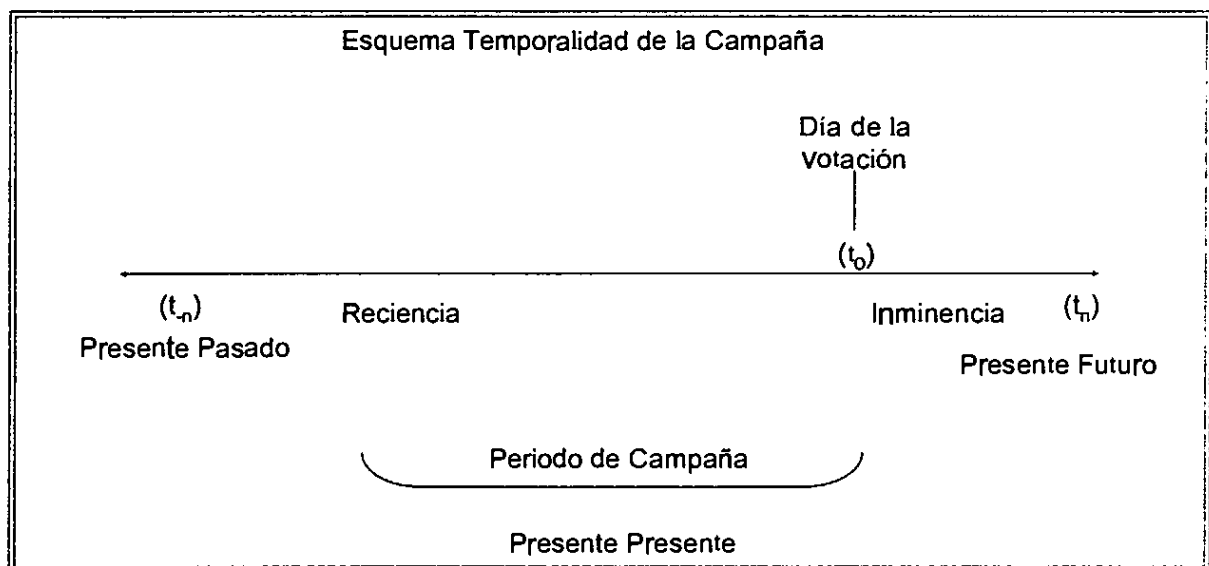 Esquema Temporalidad de la Campaña
Día de la
votación
(t₀)
(t₋n) Reciencia Inminencia (tn)
Presente Pasado
Presente Futuro
Periodo de Campaña
Presente Presente